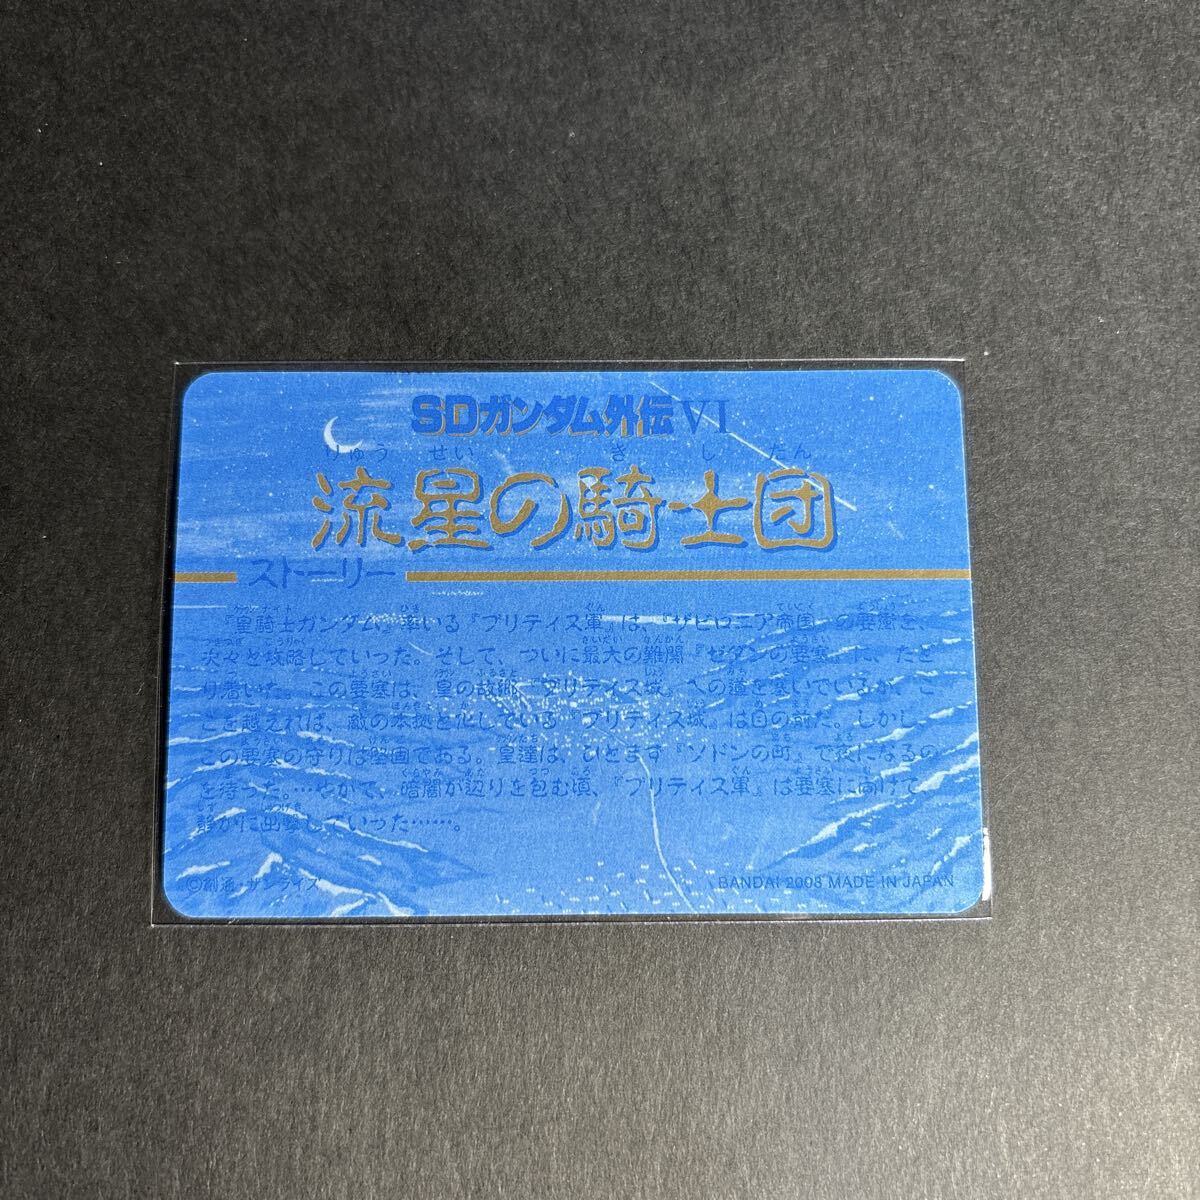 SDガンダム外伝 VI
りゅう せい き し だん
流星の騎士団
ストーリー
『皇騎士ガンダム』率いる『ブリティス軍』は、『ザビロニア帝国』の要塞を、
次々と攻略していった。そして、ついに最大の難関『ゼダンの要塞』に、たど
り着いた。この要塞は、皇の故郷『ブリティス城』への道を塞いでいるが、こ
こを越えれば、敵の本拠と化している『ブリティス城』は目の前だ。しかし、
この要塞の守りは堅固である。皇達は、ひとまず『ソドンの町』で夜になるの
を待った。…やがて、暗闇が辺りを包む頃、『ブリティス軍』は要塞に向けて
静かに出撃していった……。
©創通・サンライズ
BANDAI 2008 MADE IN JAPAN